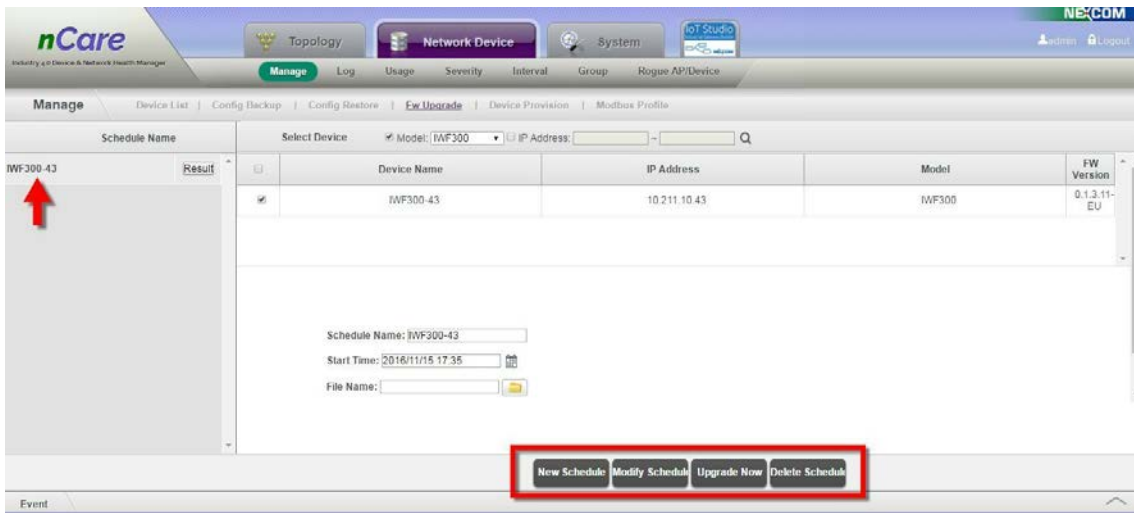 NEXCOM
nCare
Industry 4.0 Device & Network Health Manager
Topology
Network Device
System
IoT Studio
admin Logout
Manage Log Usage Severity Interval Group Rogue AP/Device
Manage
Device List | Config Backup | Config Restore | Fw Upgrade | Device Provision | Modbus Profile
Schedule Name
Select Device Model: IWF300 IP Address: ~
IWF300-43 Result
Device Name IP Address Model FW Version
IWF300-43 10.211.10.43 IWF300 0.1.3.11-EU
Schedule Name: IWF300-43
Start Time: 2016/11/15 17:35
File Name:
New Schedule Modify Schedul Upgrade Now Delete Schedul
Event